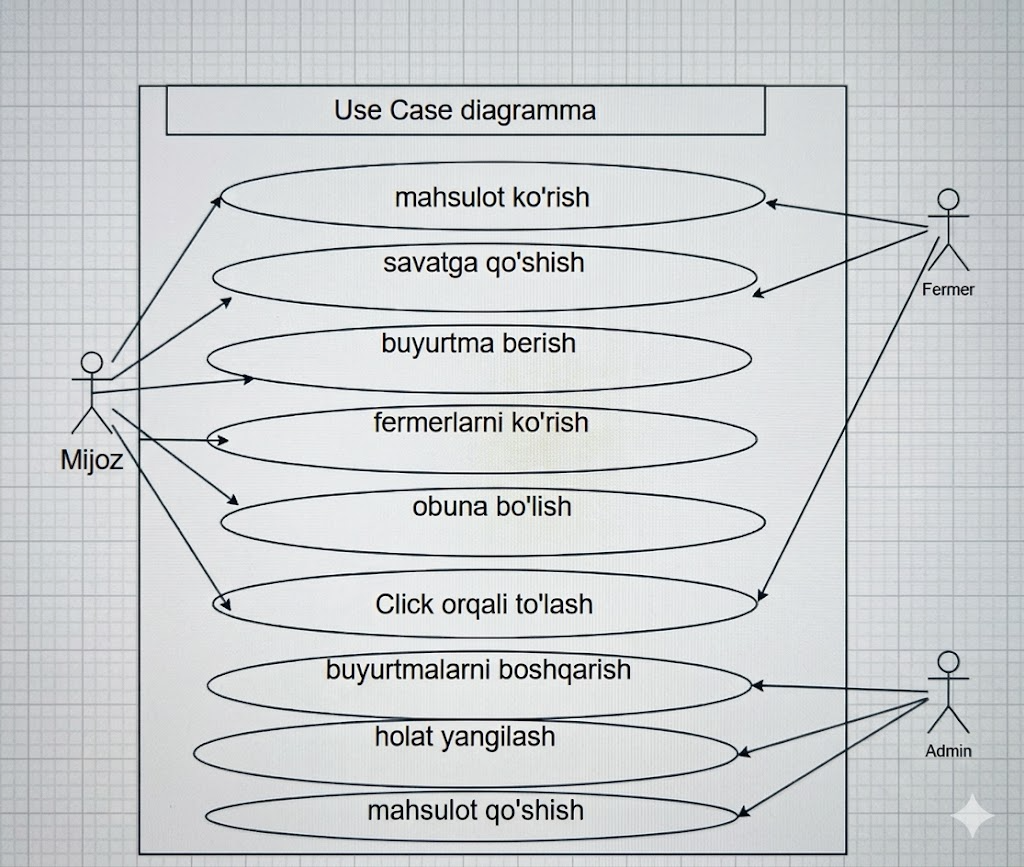 Use Case diagramma
mahsulot ko'rish
savatga qo'shish
buyurtma berish
fermerlarni ko'rish
obuna bo'lish
Click orqali to'lash
buyurtmalarni boshqarish
holat yangilash
mahsulot qo'shish
Mijoz
Fermer
Admin